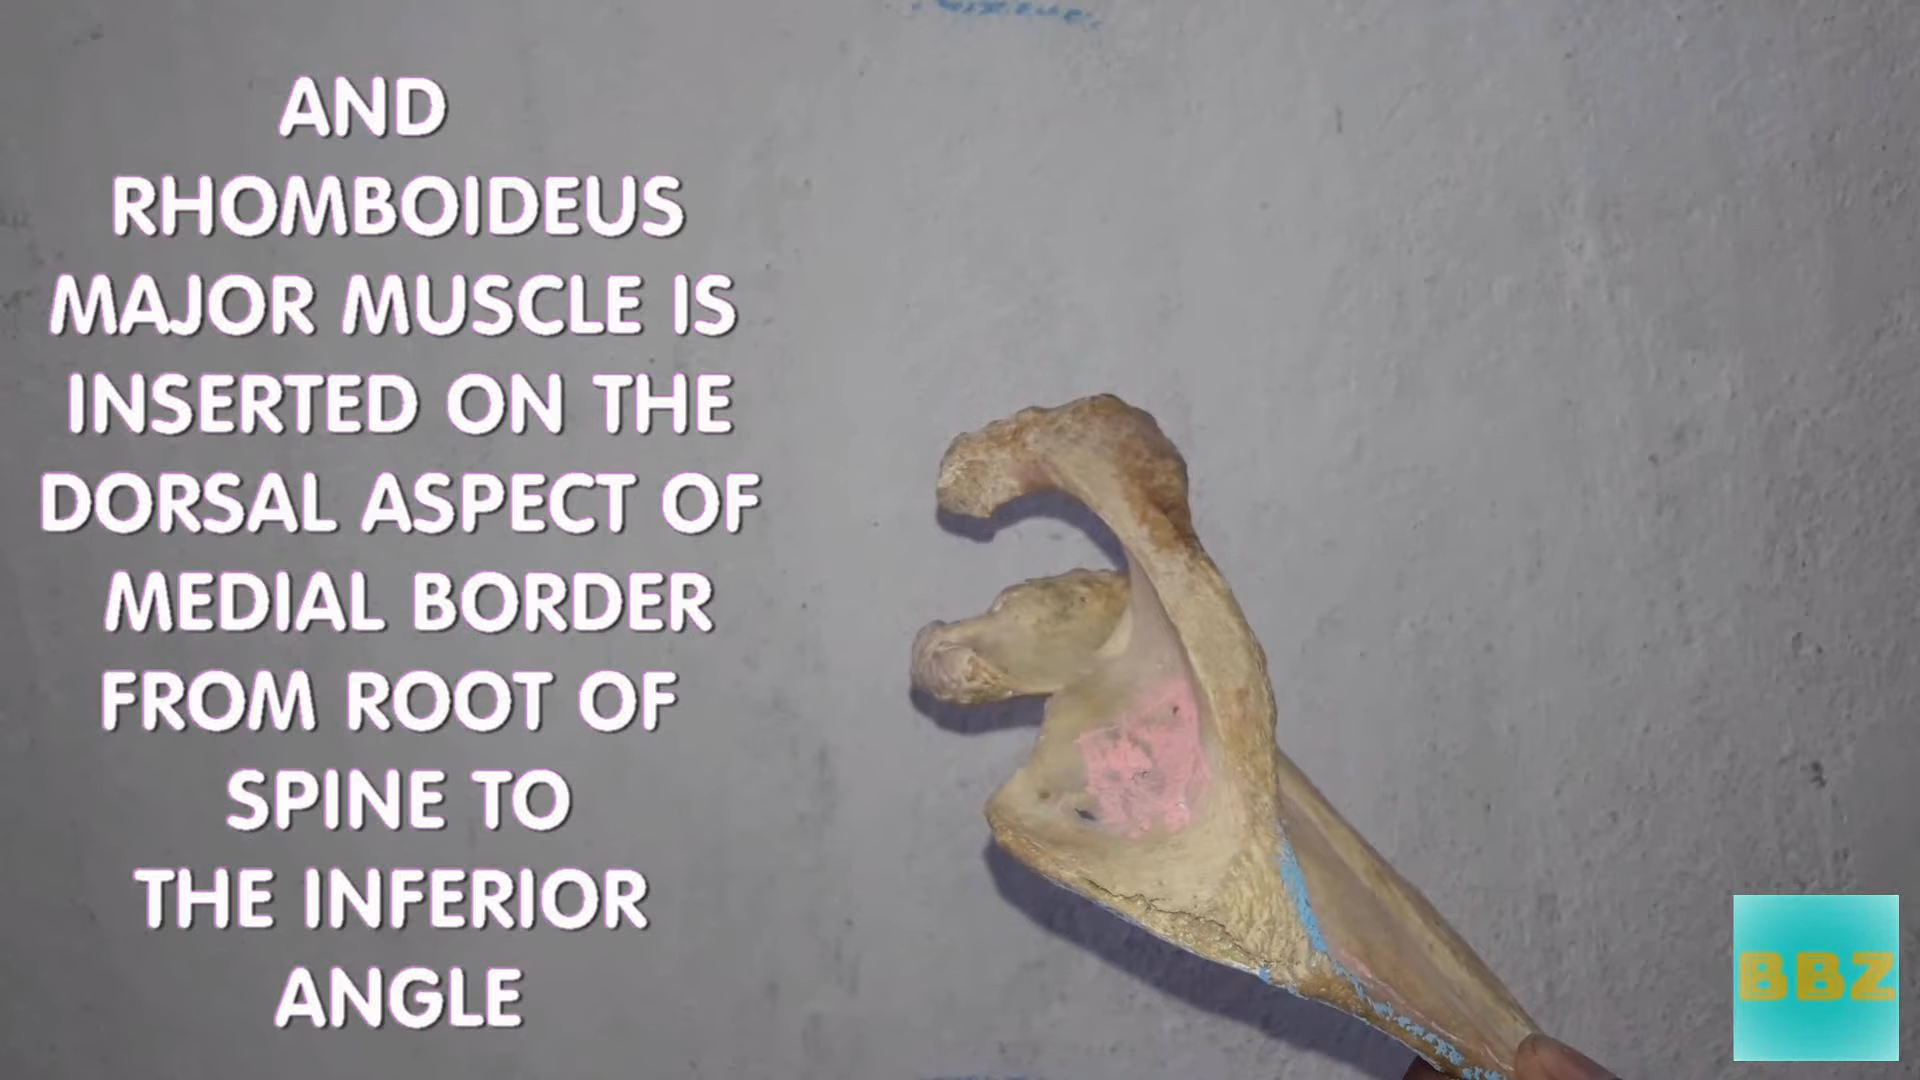 AND
RHOMBOIDEUS
MAJOR MUSCLE IS
INSERTED ON THE
DORSAL ASPECT OF
MEDIAL BORDER
FROM ROOT OF
SPINE TO
THE INFERIOR
ANGLE
BBZ